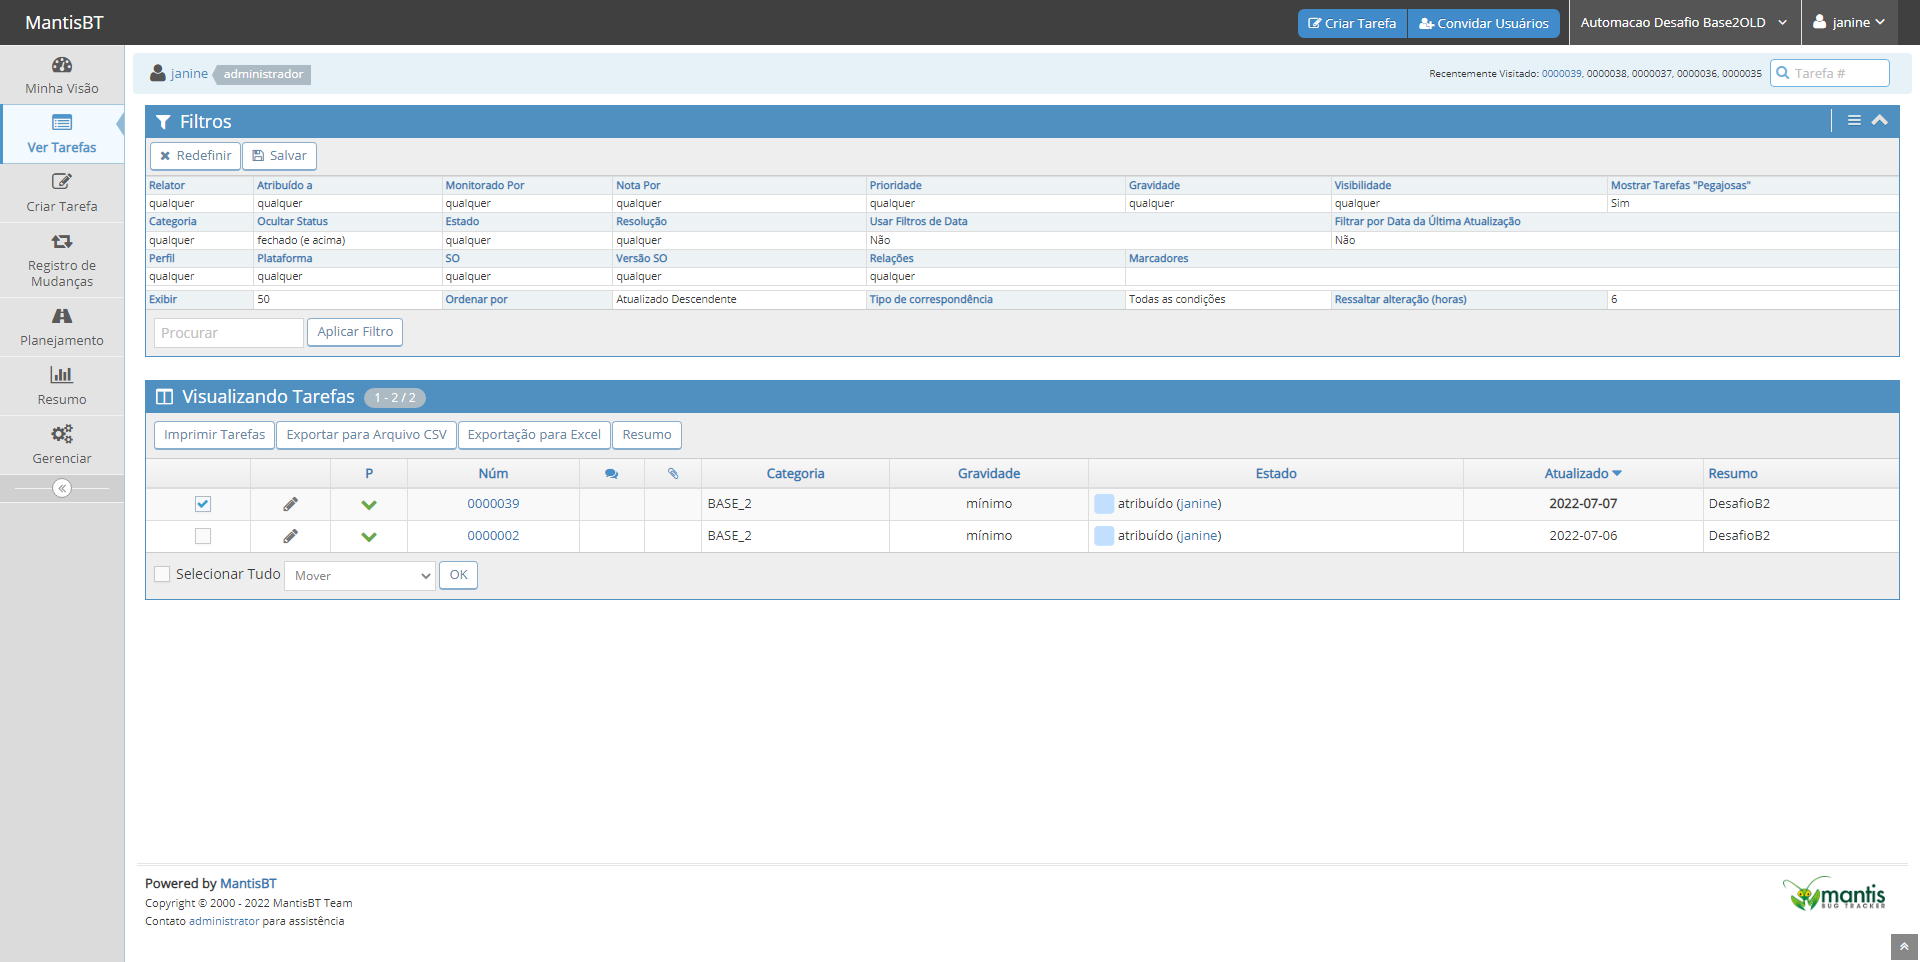 MantisBT
Criar Tarefa
Convidar Usuários
Automacao Desafio Base2OLD
janine
Minha Visão
Ver Tarefas
Criar Tarefa
Registro de
Mudanças
Planejamento
Resumo
Gerenciar
janine administrador
Recentemente Visitado: 0000039, 0000038, 0000037, 0000036, 0000035
Tarefa #
Filtros
Redefinir Salvar
Relator Atribuído a Monitorado Por Nota Por Prioridade Gravidade Visibilidade Mostrar Tarefas "Pegajosas"
qualquer qualquer qualquer qualquer qualquer qualquer qualquer Sim
Categoria Ocultar Status Estado Resolução Usar Filtros de Data Filtrar por Data da Última Atualização
qualquer fechado (e acima) qualquer qualquer Não Não
Perfil Plataforma SO Versão SO Relações Marcadores
qualquer qualquer qualquer qualquer qualquer
Exibir 50 Ordenar por Atualizado Descendente Tipo de correspondência Todas as condições Ressaltar alteração (horas) 6
Procurar Aplicar Filtro
Visualizando Tarefas 1 - 2 / 2
Imprimir Tarefas Exportar para Arquivo CSV Exportação para Excel Resumo
P Núm Categoria Gravidade Estado Atualizado Resumo
0000039 BASE_2 mínimo atribuído (janine) 2022-07-07 DesafioB2
0000002 BASE_2 mínimo atribuído (janine) 2022-07-06 DesafioB2
Selecionar Tudo Mover OK
Powered by MantisBT
Copyright © 2000 - 2022 MantisBT Team
Contato administrator para assistência
mantis
BUG TRACKER